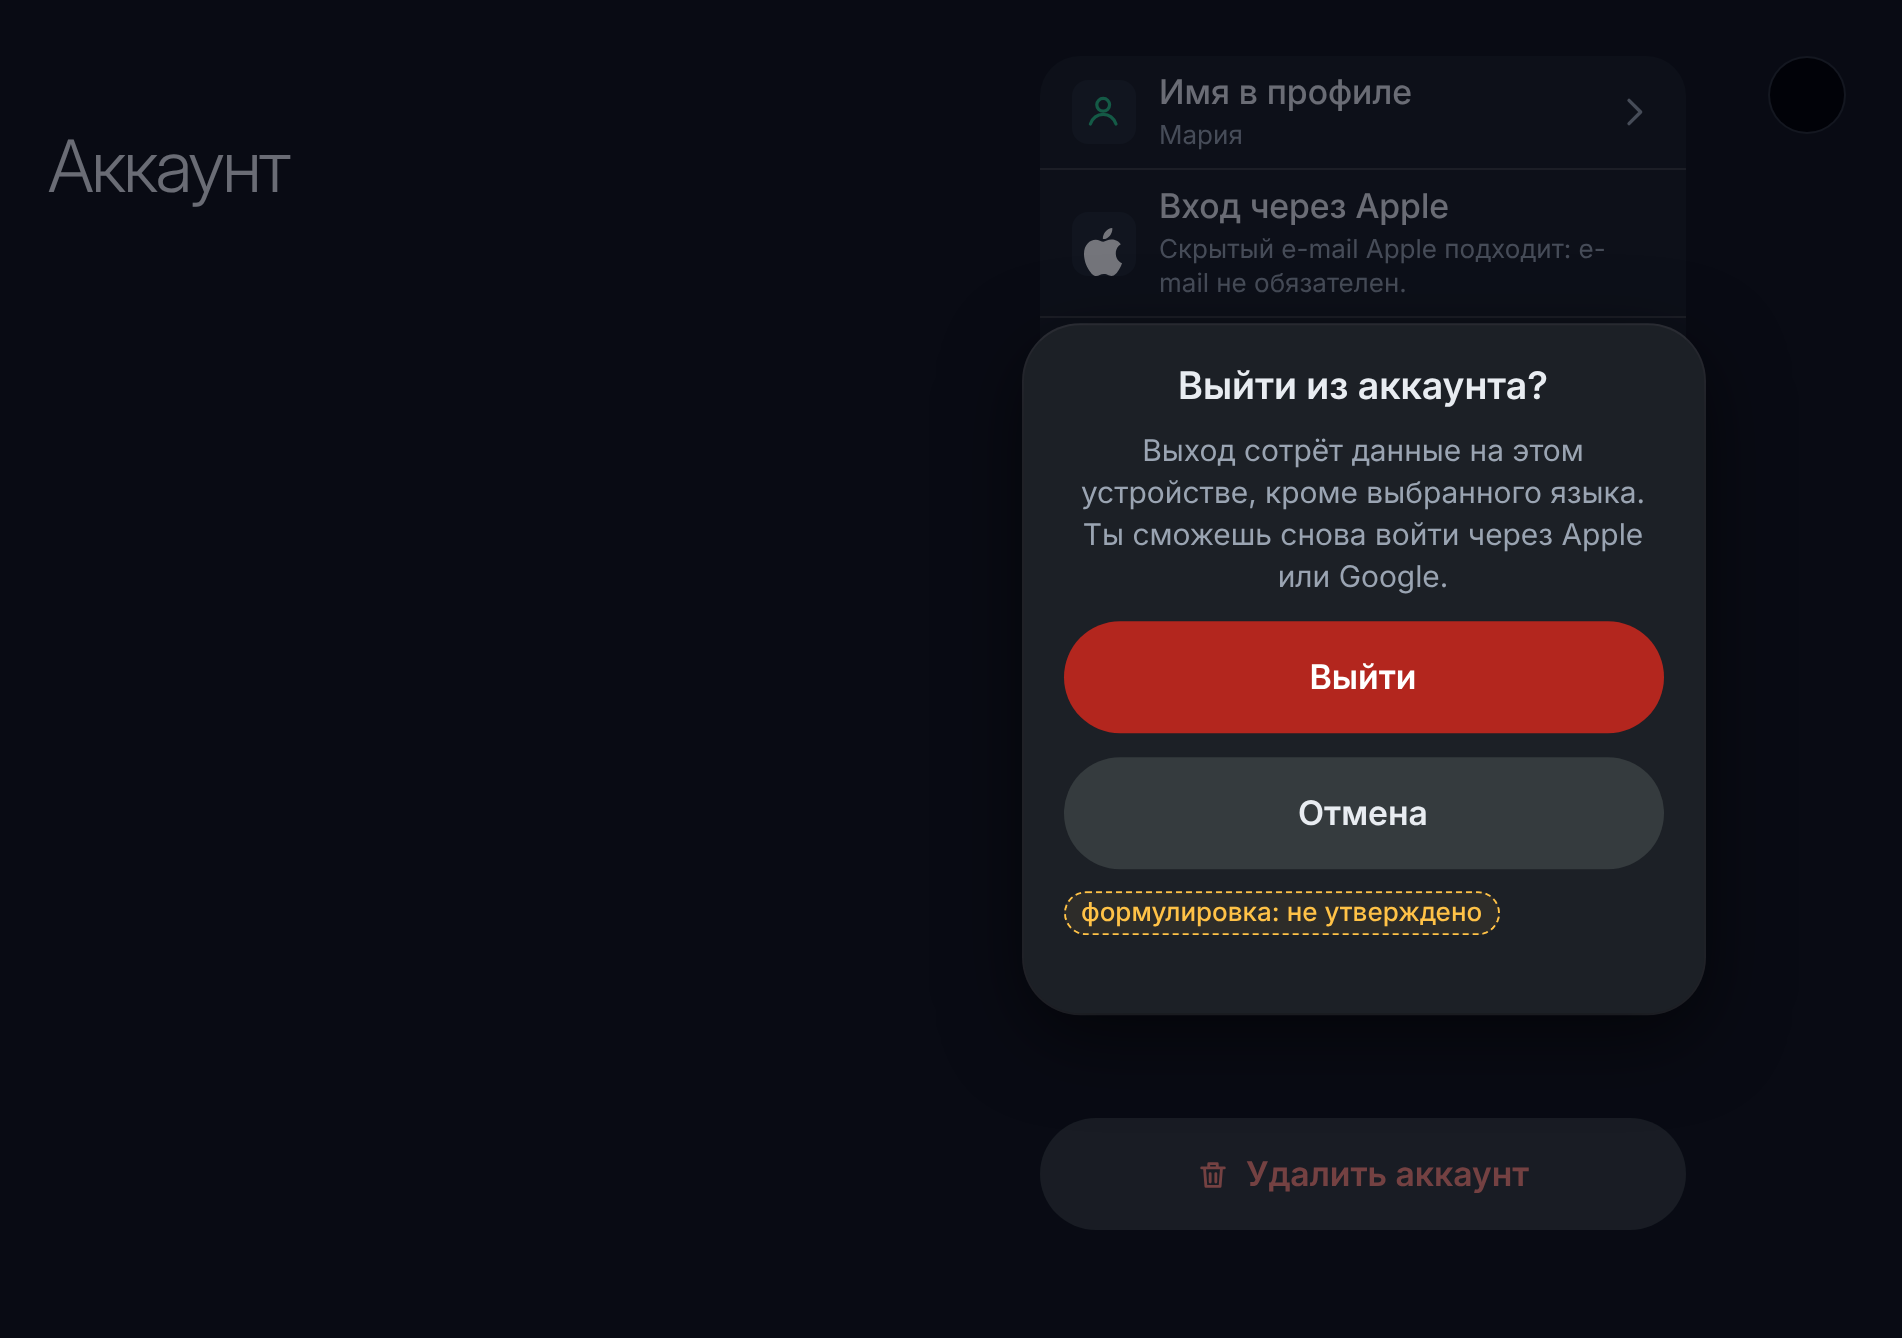 Аккаунт
Имя в профиле
Мария
Вход через Apple
Скрытый e-mail Apple подходит: e-
mail не обязателен.
Выйти из аккаунта?
Выход сотрёт данные на этом
устройстве, кроме выбранного языка.
Ты сможешь снова войти через Apple
или Google.
Выйти
Отмена
формулировка: не утверждено
Удалить аккаунт